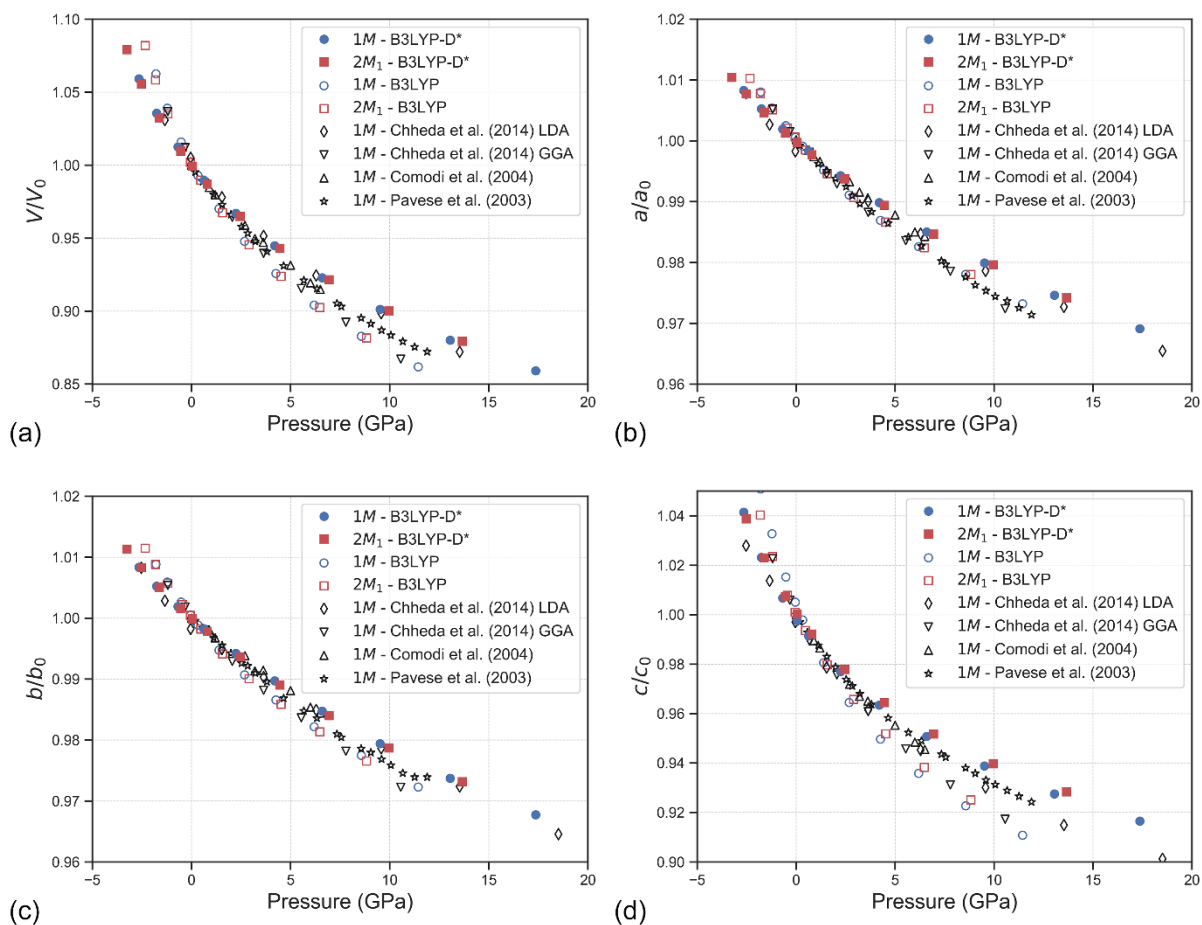 1.10
1.05
1.00
0.95
0.90
0.85
V/V0
1M - B3LYP-D*
2M1 - B3LYP-D*
1M - B3LYP
2M1 - B3LYP
1M - Chheda et al. (2014) LDA
1M - Chheda et al. (2014) GGA
1M - Comodi et al. (2004)
1M - Pavese et al. (2003)
−5 0 5 10 15 20
Pressure (GPa)
(a)
1.02
1.01
1.00
0.99
0.98
0.97
0.96
a/a0
1M - B3LYP-D*
2M1 - B3LYP-D*
1M - B3LYP
2M1 - B3LYP
1M - Chheda et al. (2014) LDA
1M - Chheda et al. (2014) GGA
1M - Comodi et al. (2004)
1M - Pavese et al. (2003)
−5 0 5 10 15 20
Pressure (GPa)
(b)
1.02
1.01
1.00
0.99
0.98
0.97
0.96
b/b0
1M - B3LYP-D*
2M1 - B3LYP-D*
1M - B3LYP
2M1 - B3LYP
1M - Chheda et al. (2014) LDA
1M - Chheda et al. (2014) GGA
1M - Comodi et al. (2004)
1M - Pavese et al. (2003)
−5 0 5 10 15 20
Pressure (GPa)
(c)
1.04
1.02
1.00
0.98
0.96
0.94
0.92
0.90
c/c0
1M - B3LYP-D*
2M1 - B3LYP-D*
1M - B3LYP
2M1 - B3LYP
1M - Chheda et al. (2014) LDA
1M - Chheda et al. (2014) GGA
1M - Comodi et al. (2004)
1M - Pavese et al. (2003)
−5 0 5 10 15 20
Pressure (GPa)
(d)